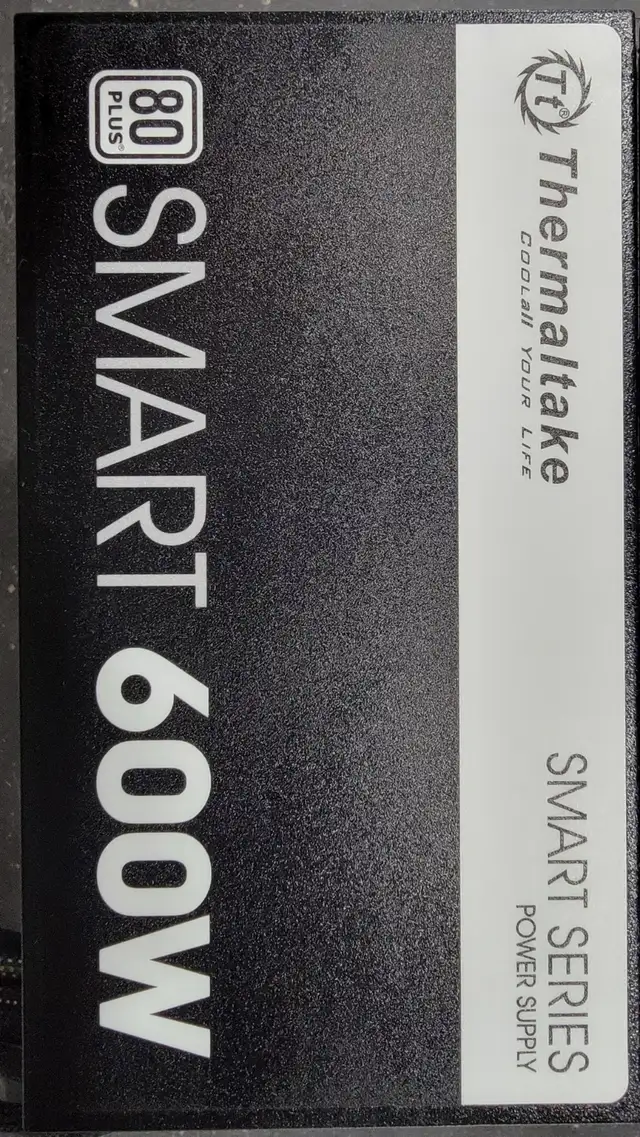 Tt®
Thermaltake
COOLall YOUR LIFE
SMART SERIES
POWER SUPPLY
80
PLUS®
SMART 600W